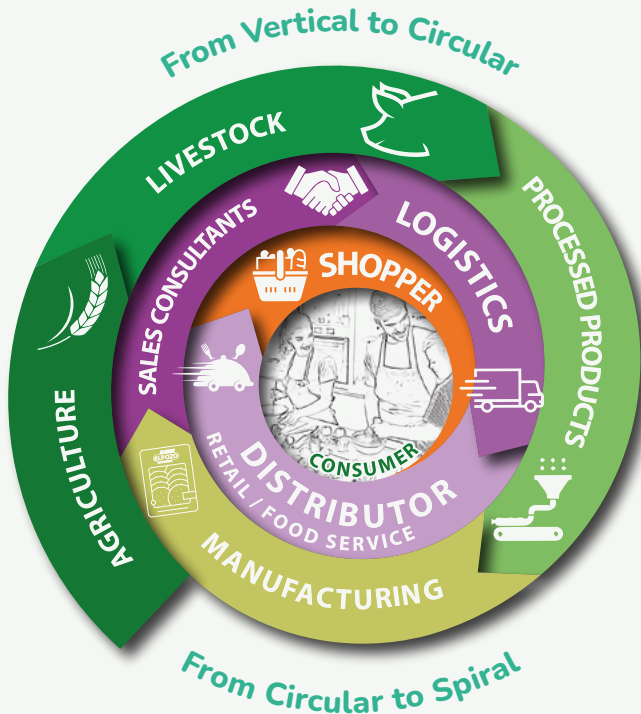 From Vertical to Circular
LIVESTOCK
PROCESSED PRODUCTS
SALES CONSULTANTS
LOGISTICS
SHOPPER
AGRICULTURE
CONSUMER
DISTRIBUTOR
RETAIL / FOOD SERVICE
ELPOZO
MANUFACTURING
From Circular to Spiral